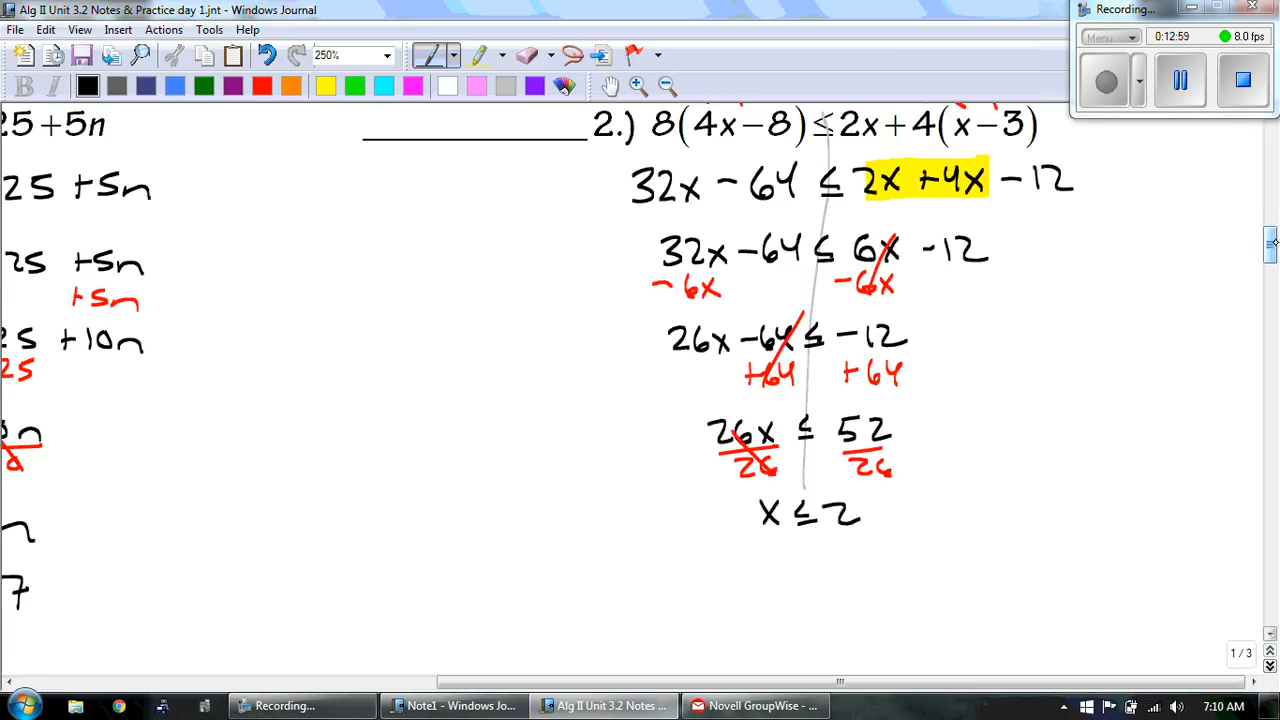 Alg II Unit 3.2 Notes & Practice day 1.jnt - Windows Journal
Recording...
File Edit View Insert Actions Tools Help
Menu
0:12:59
8.0 fps
250%
25+5n
2.) 8(4x−8)≤2x+4(x−3)
25 +5n
32x −64 ≤ 2x +4x −12
25 +5n
32x −64 ≤ 6x −12
+5n
−6x −6x
25 +10n
26x −64 ≤ −12
25
+64 +64
0n
26x ≤ 52
26 26
x ≤ 2
7
1 / 3
Recording...
Note1 - Windows Jo...
Alg II Unit 3.2 Notes ...
Novell GroupWise - ...
7:10 AM